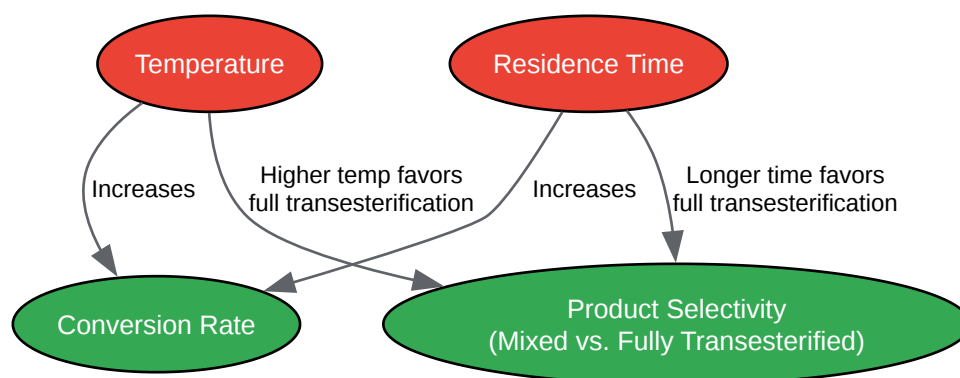 Temperature
Residence Time
Increases
Higher temp favors
full transesterification
Increases
Longer time favors
full transesterification
Conversion Rate
Product Selectivity
(Mixed vs. Fully Transesterified)